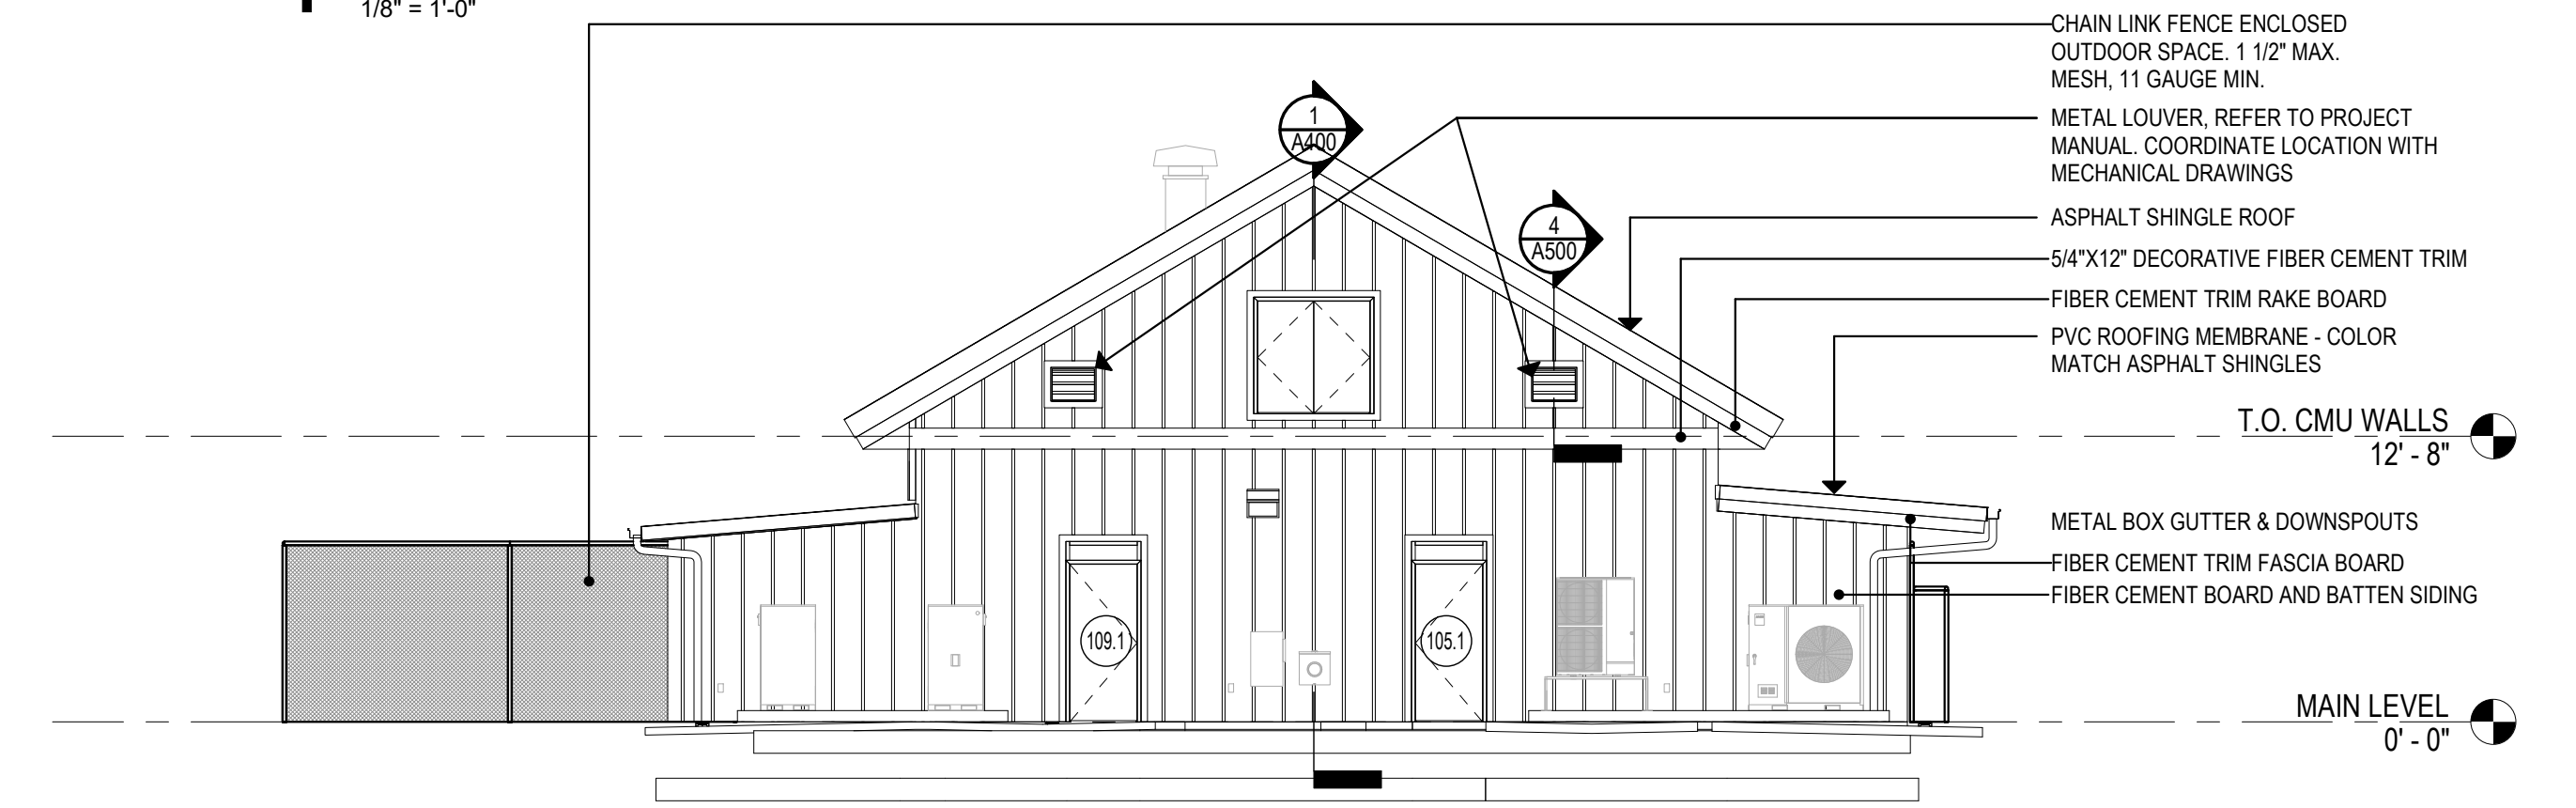 1/8" = 1'-0"
CHAIN LINK FENCE ENCLOSED
OUTDOOR SPACE. 1 1/2" MAX.
MESH, 11 GAUGE MIN.
1
A400
METAL LOUVER, REFER TO PROJECT
MANUAL. COORDINATE LOCATION WITH
MECHANICAL DRAWINGS
4
A500
ASPHALT SHINGLE ROOF
5/4"X12" DECORATIVE FIBER CEMENT TRIM
FIBER CEMENT TRIM RAKE BOARD
PVC ROOFING MEMBRANE - COLOR
MATCH ASPHALT SHINGLES
T.O. CMU WALLS
12' - 8"
METAL BOX GUTTER & DOWNSPOUTS
FIBER CEMENT TRIM FASCIA BOARD
FIBER CEMENT BOARD AND BATTEN SIDING
109.1
105.1
MAIN LEVEL
0' - 0"